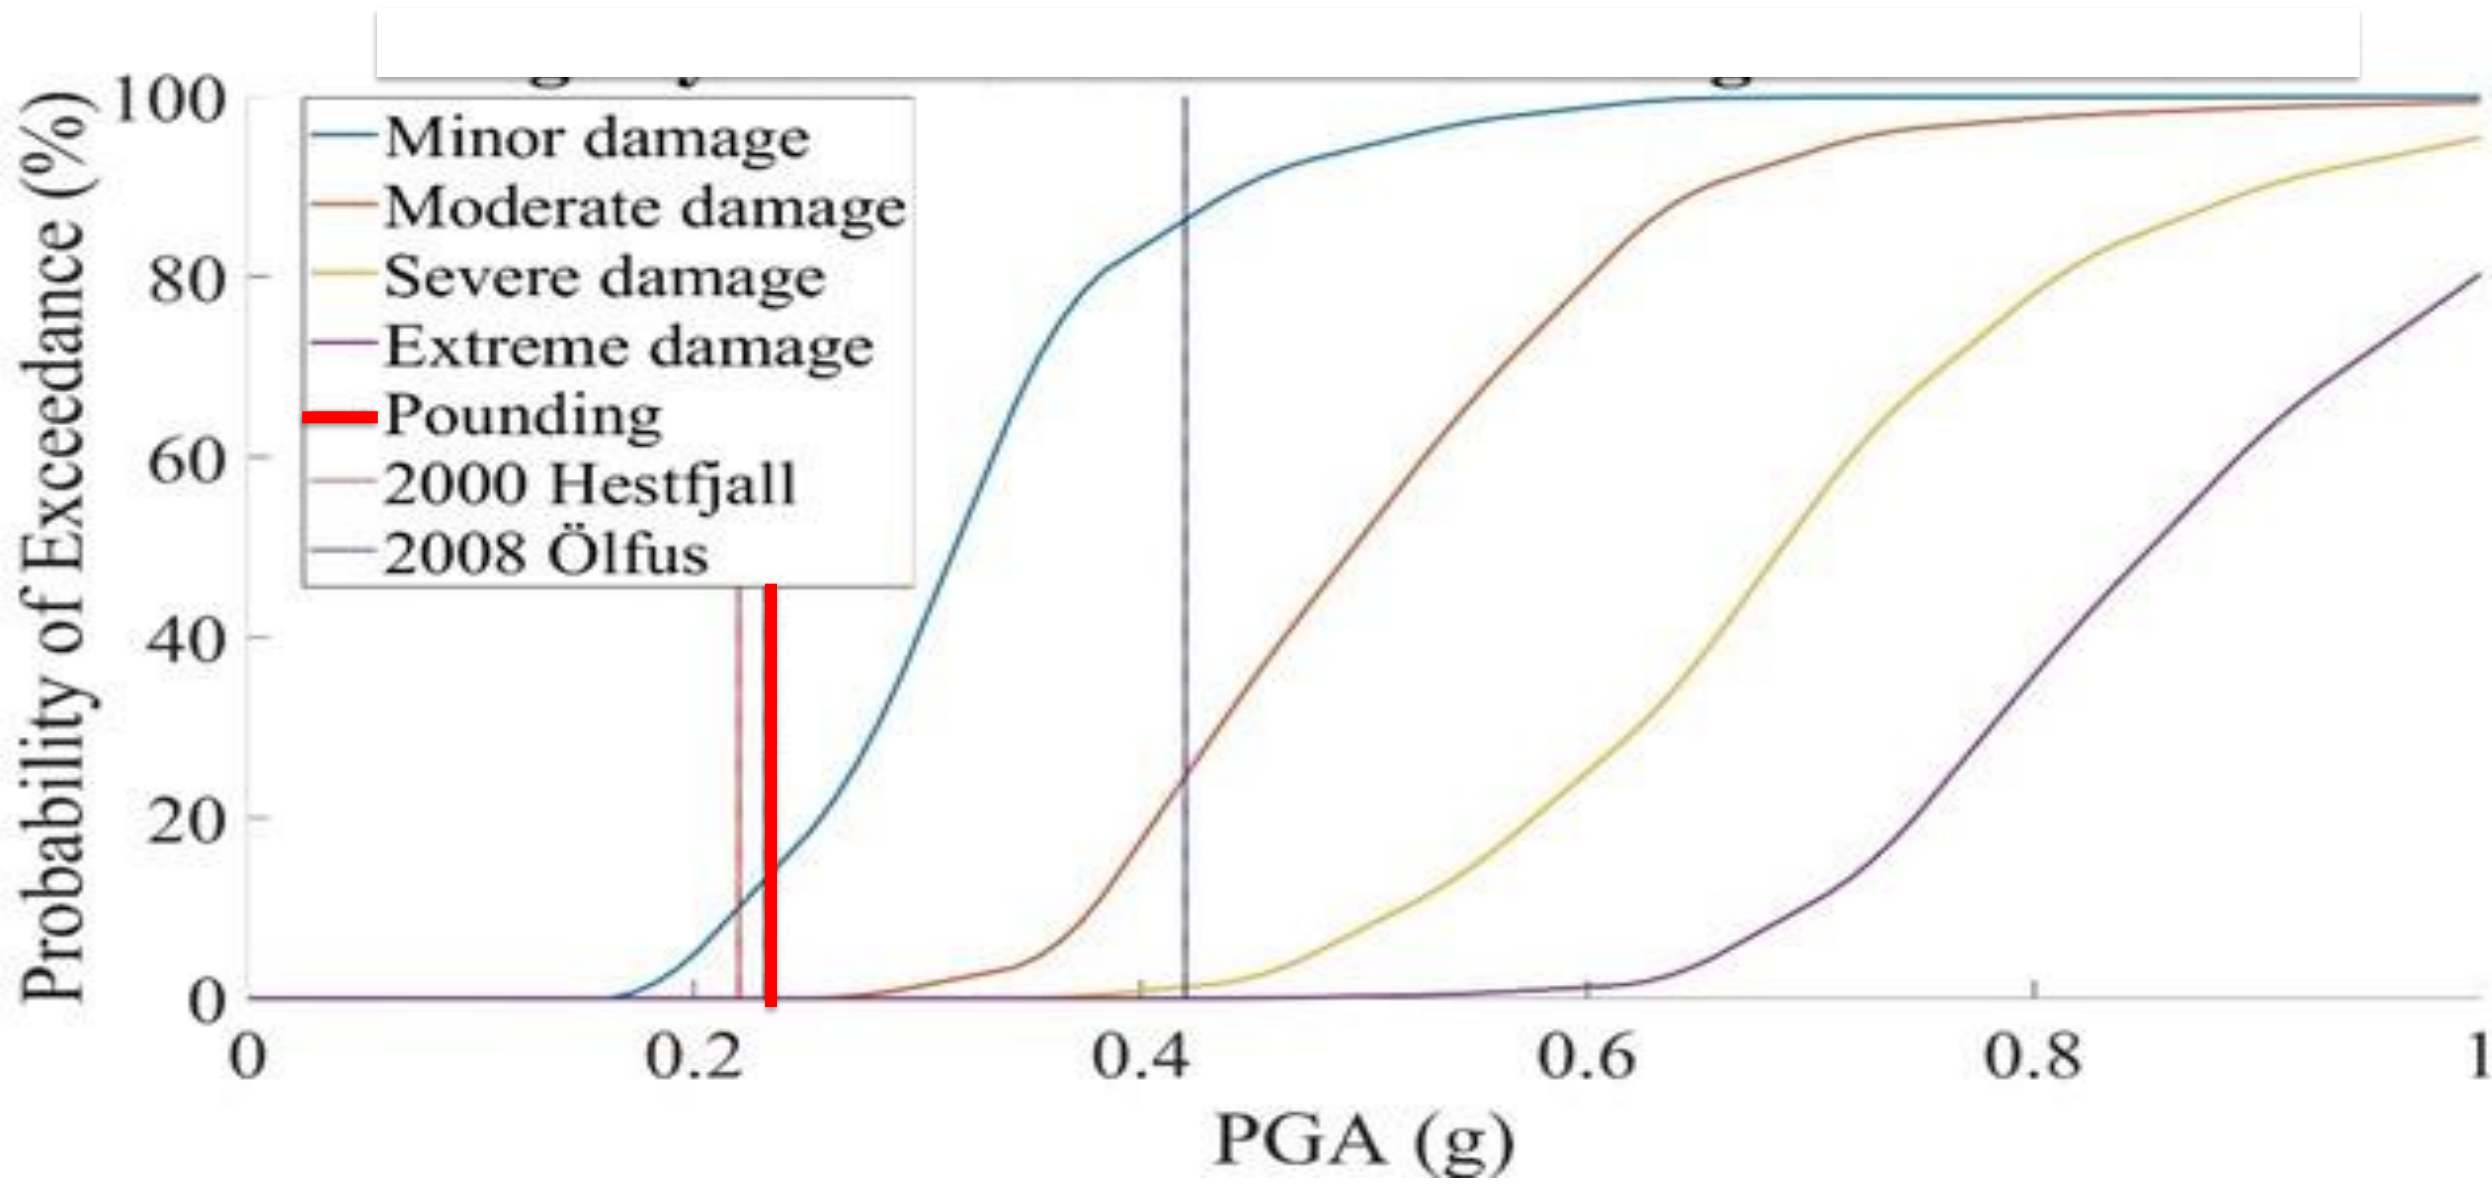 100
80
60
40
20
0
Probability of Exceedance (%)
Minor damage
Moderate damage
Severe damage
Extreme damage
Pounding
2000 Hestfjall
2008 Ölfus
0 0.2 0.4 0.6 0.8 1
PGA (g)